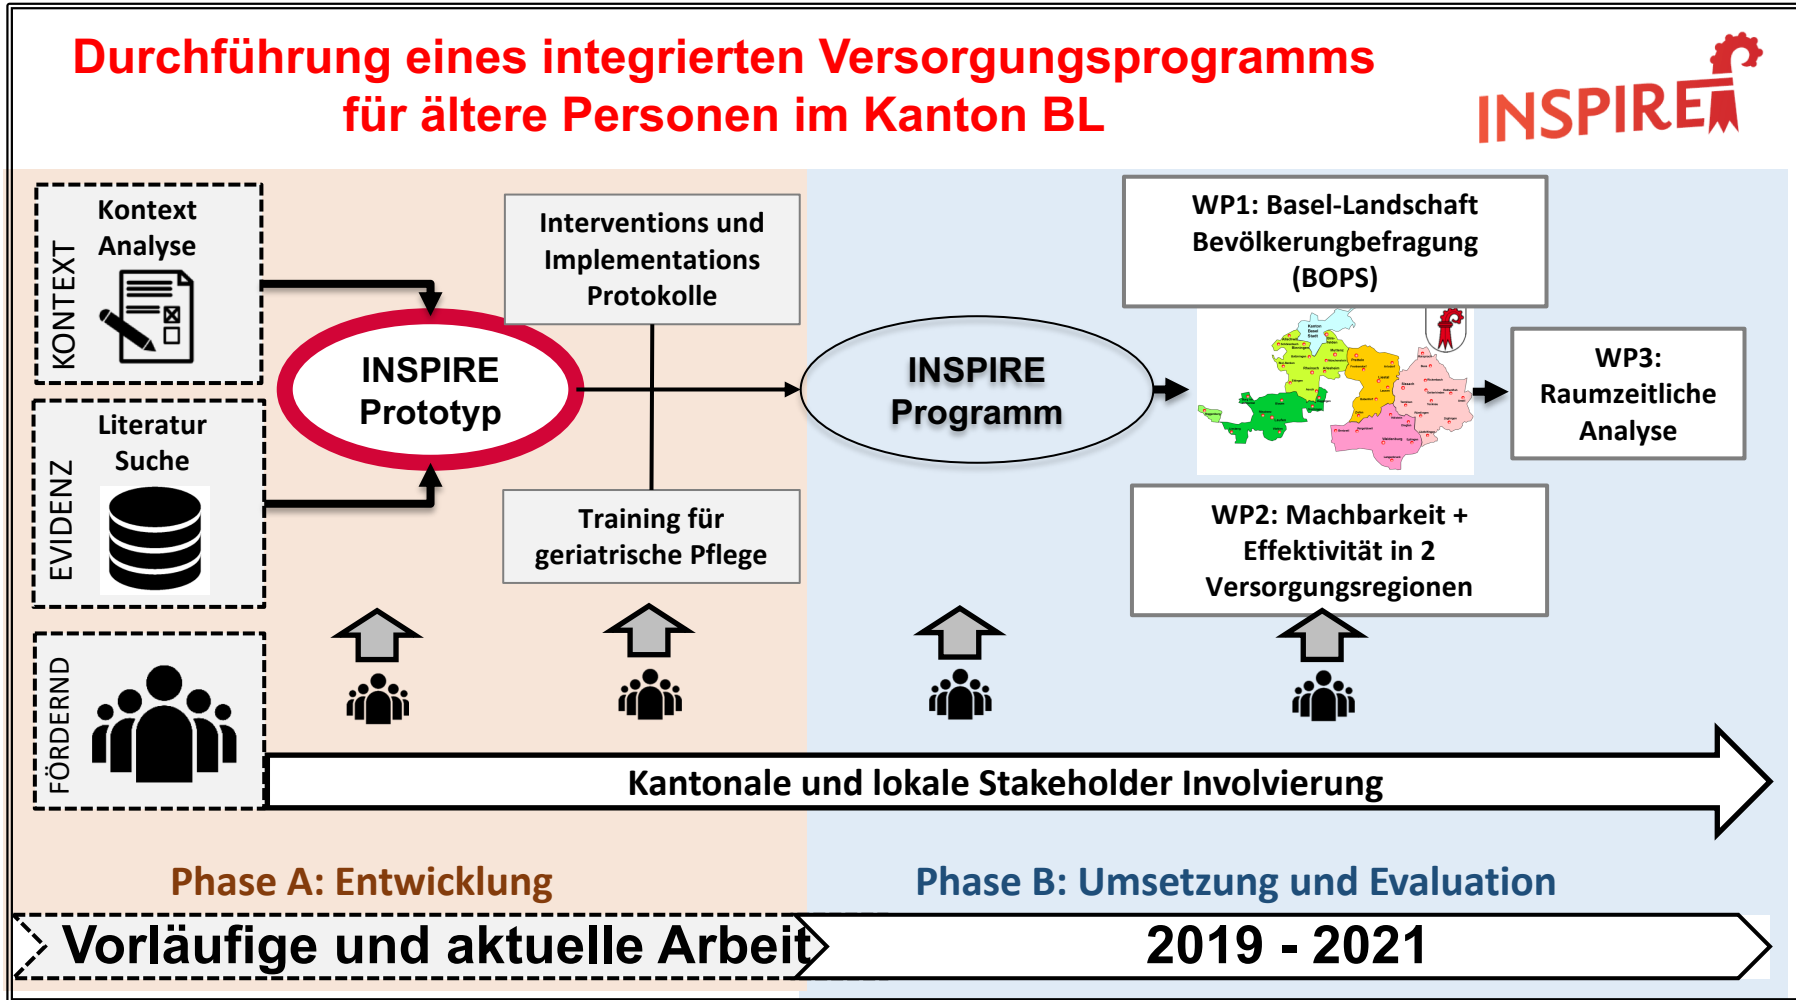 Durchführung eines integrierten Versorgungsprogramms
für ältere Personen im Kanton BL
INSPIRE
KONTEXT
Kontext
Analyse
EVIDENZ
Literatur
Suche
FÖRDERND
INSPIRE
Prototyp
Interventions und
Implementations
Protokolle
Training für
geriatrische Pflege
INSPIRE
Programm
WP1: Basel-Landschaft
Bevölkerungbefragung
(BOPS)
Kanton
Basel
Stadt
WP2: Machbarkeit +
Effektivität in 2
Versorgungsregionen
WP3:
Raumzeitliche
Analyse
Kantonale und lokale Stakeholder Involvierung
Phase A: Entwicklung
Phase B: Umsetzung und Evaluation
Vorläufige und aktuelle Arbeit
2019 - 2021